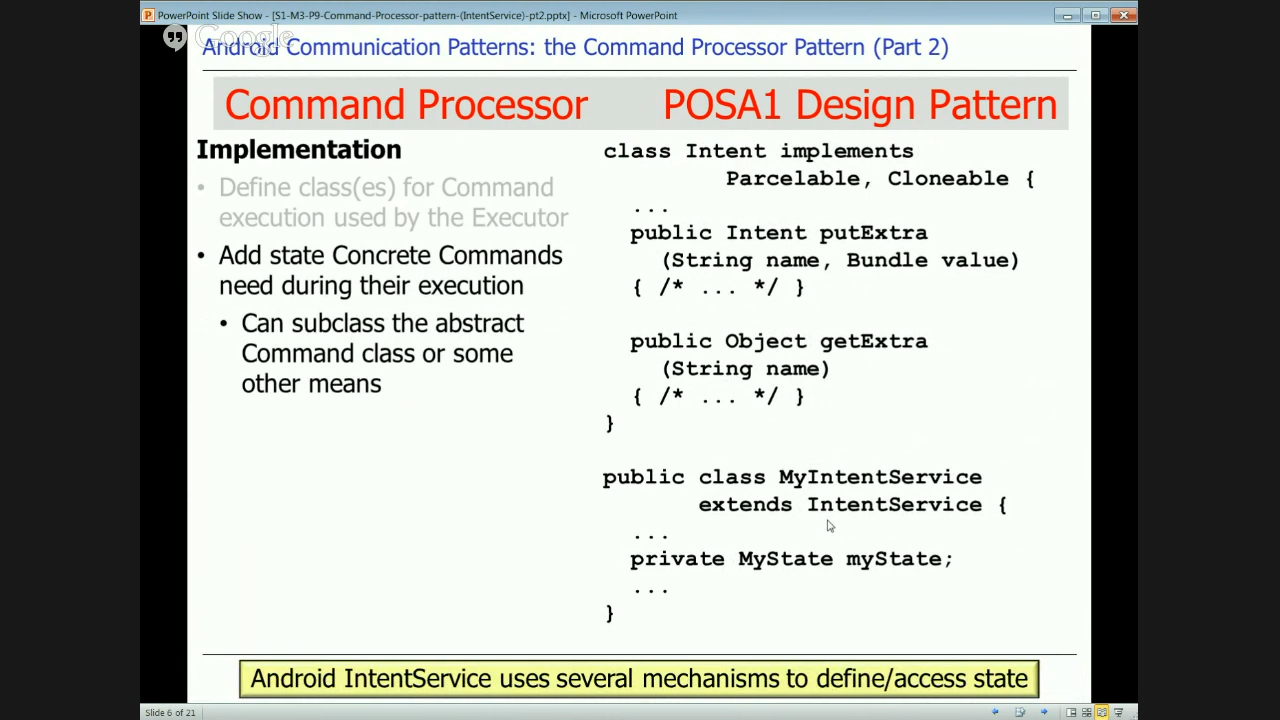 PowerPoint Slide Show - [S1-M3-P9-Command-Processor-pattern-(IntentService)-pt2.pptx] - Microsoft PowerPoint
Google
Android Communication Patterns: the Command Processor Pattern (Part 2)
Command Processor POSA1 Design Pattern
Implementation
• Define class(es) for Command
execution used by the Executor
• Add state Concrete Commands
need during their execution
• Can subclass the abstract
Command class or some
other means
class Intent implements
Parcelable, Cloneable {
...
public Intent putExtra
(String name, Bundle value)
{ /* ... */ }
public Object getExtra
(String name)
{ /* ... */ }
}
public class MyIntentService
extends IntentService {
...
private MyState myState;
...
}
Android IntentService uses several mechanisms to define/access state
Slide 6 of 21